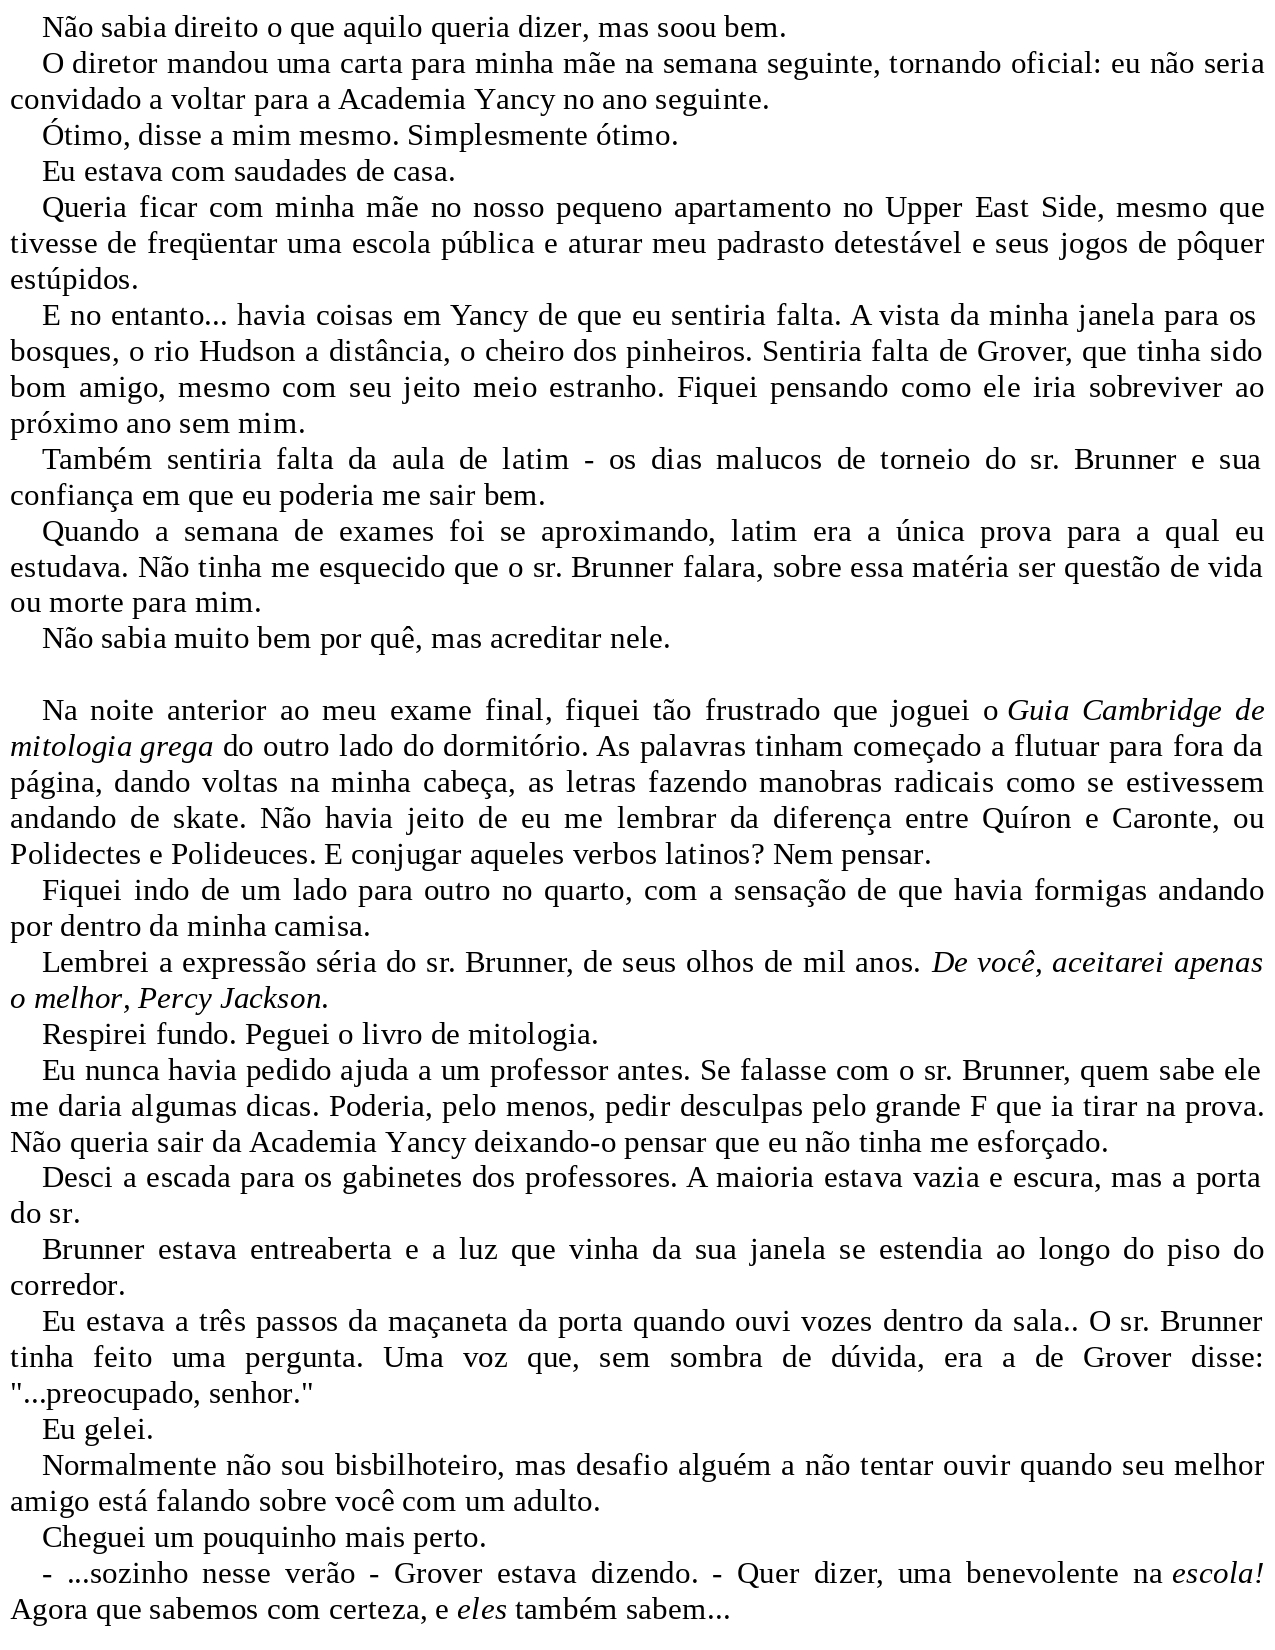 Não sabia direito o que aquilo queria dizer, mas soou bem.
O diretor mandou uma carta para minha mãe na semana seguinte, tornando oficial: eu não seria
convidado a voltar para a Academia Yancy no ano seguinte.
Ótimo, disse a mim mesmo. Simplesmente ótimo.
Eu estava com saudades de casa.
Queria ficar com minha mãe no nosso pequeno apartamento no Upper East Side, mesmo que
tivesse de freqüentar uma escola pública e aturar meu padrasto detestável e seus jogos de pôquer
estúpidos.
E no entanto... havia coisas em Yancy de que eu sentiria falta. A vista da minha janela para os
bosques, o rio Hudson a distância, o cheiro dos pinheiros. Sentiria falta de Grover, que tinha sido
bom amigo, mesmo com seu jeito meio estranho. Fiquei pensando como ele iria sobreviver ao
próximo ano sem mim.
Também sentiria falta da aula de latim - os dias malucos de torneio do sr. Brunner e sua
confiança em que eu poderia me sair bem.
Quando a semana de exames foi se aproximando, latim era a única prova para a qual eu
estudava. Não tinha me esquecido que o sr. Brunner falara, sobre essa matéria ser questão de vida
ou morte para mim.
Não sabia muito bem por quê, mas acreditar nele.
Na noite anterior ao meu exame final, fiquei tão frustrado que joguei o Guia Cambridge de
mitologia grega do outro lado do dormitório. As palavras tinham começado a flutuar para fora da
página, dando voltas na minha cabeça, as letras fazendo manobras radicais como se estivessem
andando de skate. Não havia jeito de eu me lembrar da diferença entre Quíron e Caronte, ou
Polidectes e Polideuces. E conjugar aqueles verbos latinos? Nem pensar.
Fiquei indo de um lado para outro no quarto, com a sensação de que havia formigas andando
por dentro da minha camisa.
Lembrei a expressão séria do sr. Brunner, de seus olhos de mil anos. De você, aceitarei apenas
o melhor, Percy Jackson.
Respirei fundo. Peguei o livro de mitologia.
Eu nunca havia pedido ajuda a um professor antes. Se falasse com o sr. Brunner, quem sabe ele
me daria algumas dicas. Poderia, pelo menos, pedir desculpas pelo grande F que ia tirar na prova.
Não queria sair da Academia Yancy deixando-o pensar que eu não tinha me esforçado.
Desci a escada para os gabinetes dos professores. A maioria estava vazia e escura, mas a porta
do sr.
Brunner estava entreaberta e a luz que vinha da sua janela se estendia ao longo do piso do
corredor.
Eu estava a três passos da maçaneta da porta quando ouvi vozes dentro da sala.. O sr. Brunner
tinha feito uma pergunta. Uma voz que, sem sombra de dúvida, era a de Grover disse:
"...preocupado, senhor."
Eu gelei.
Normalmente não sou bisbilhoteiro, mas desafio alguém a não tentar ouvir quando seu melhor
amigo está falando sobre você com um adulto.
Cheguei um pouquinho mais perto.
- ...sozinho nesse verão - Grover estava dizendo. - Quer dizer, uma benevolente na escola!
Agora que sabemos com certeza, e eles também sabem...